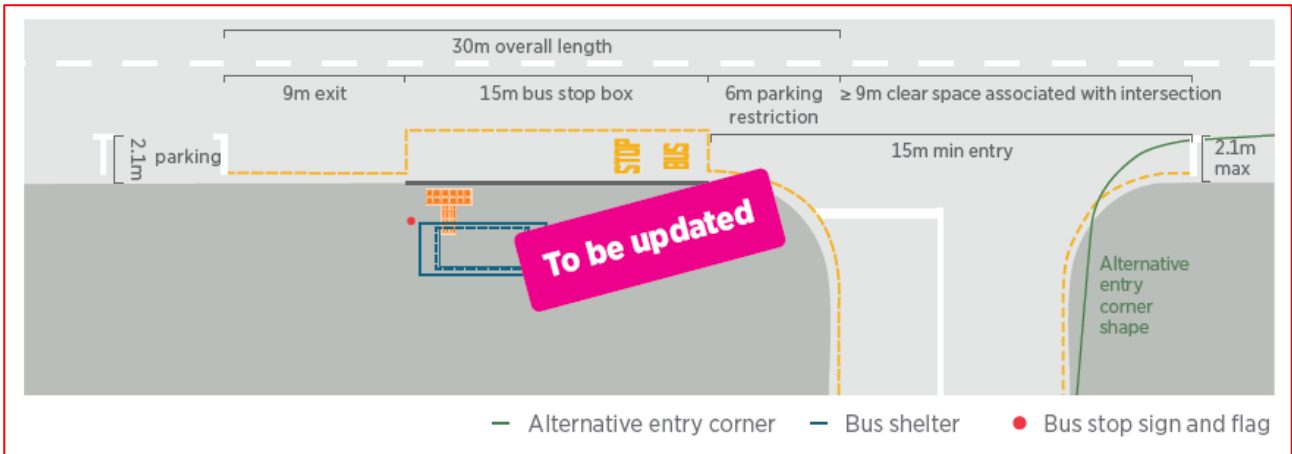 30m overall length
9m exit
15m bus stop box
6m parking
restriction
≥ 9m clear space associated with intersection
2.1m
parking
STOP
BUS
15m min entry
2.1m
max
To be updated
Alternative
entry
corner
shape
Alternative entry corner
Bus shelter
Bus stop sign and flag